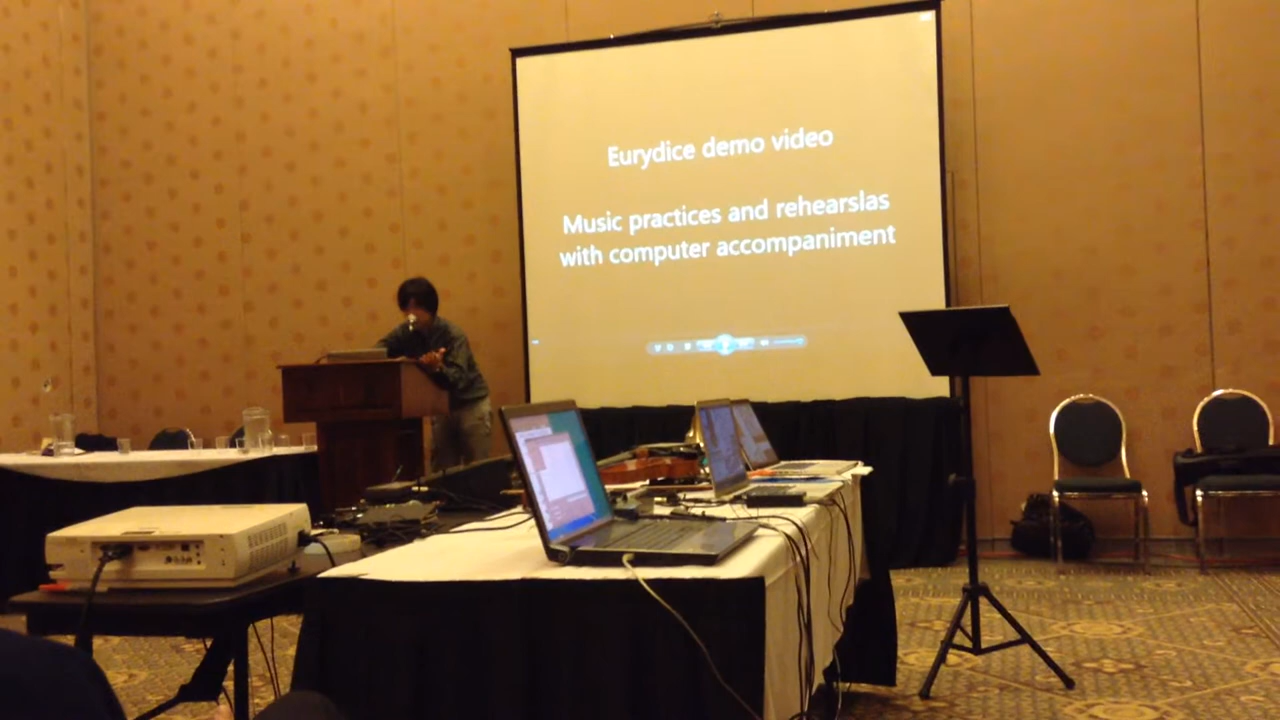 Eurydice demo video
Music practices and rehearslas
with computer accompaniment